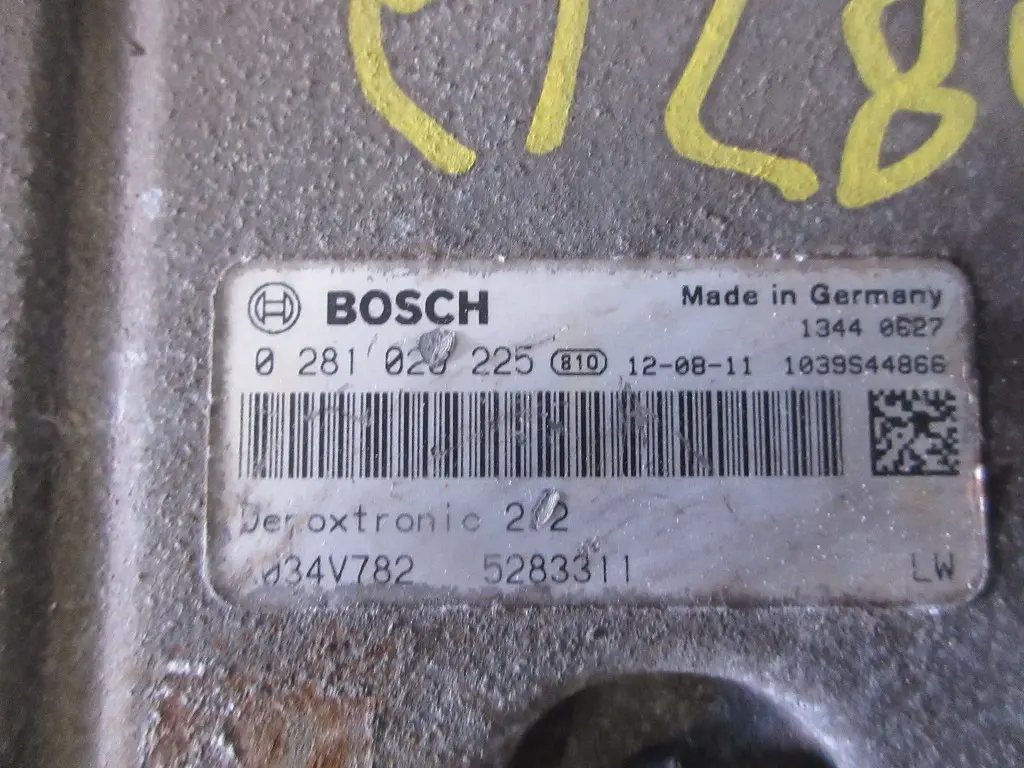 BOSCH
Made in Germany
1344 0627
0 281 225 810 12-08-11 1039S44866
5283311 LW